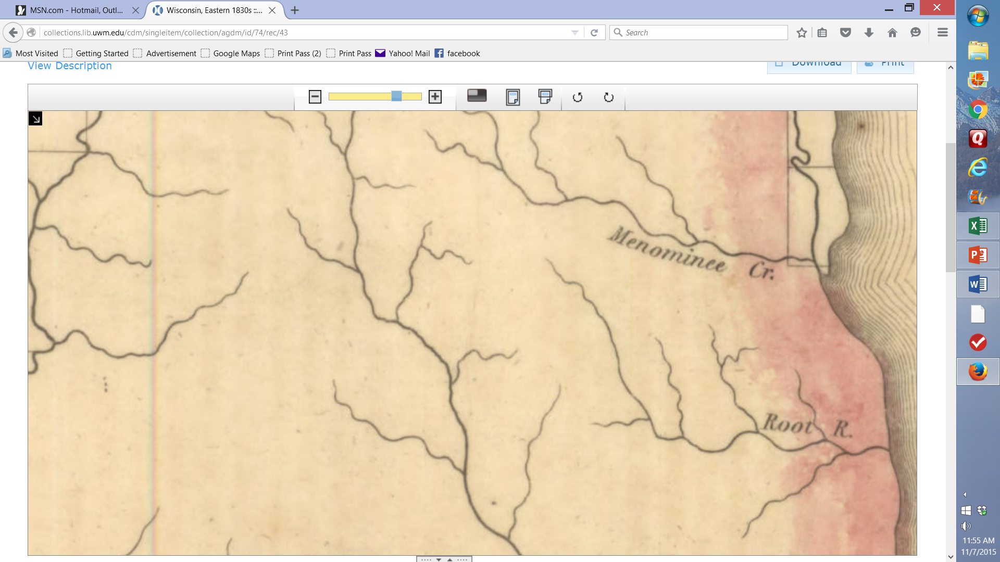 MSN.com - Hotmail, Outl...
Wisconsin, Eastern 1830s ::...
collections.lib.uwm.edu/cdm/singleitem/collection/agdm/id/74/rec/43
Search
Most Visited
Getting Started
Advertisement
Google Maps
Print Pass (2)
Print Pass
Yahoo! Mail
facebook
View Description
Download
Print
Menominee Cr.
Root R.
11:55 AM
11/7/2015